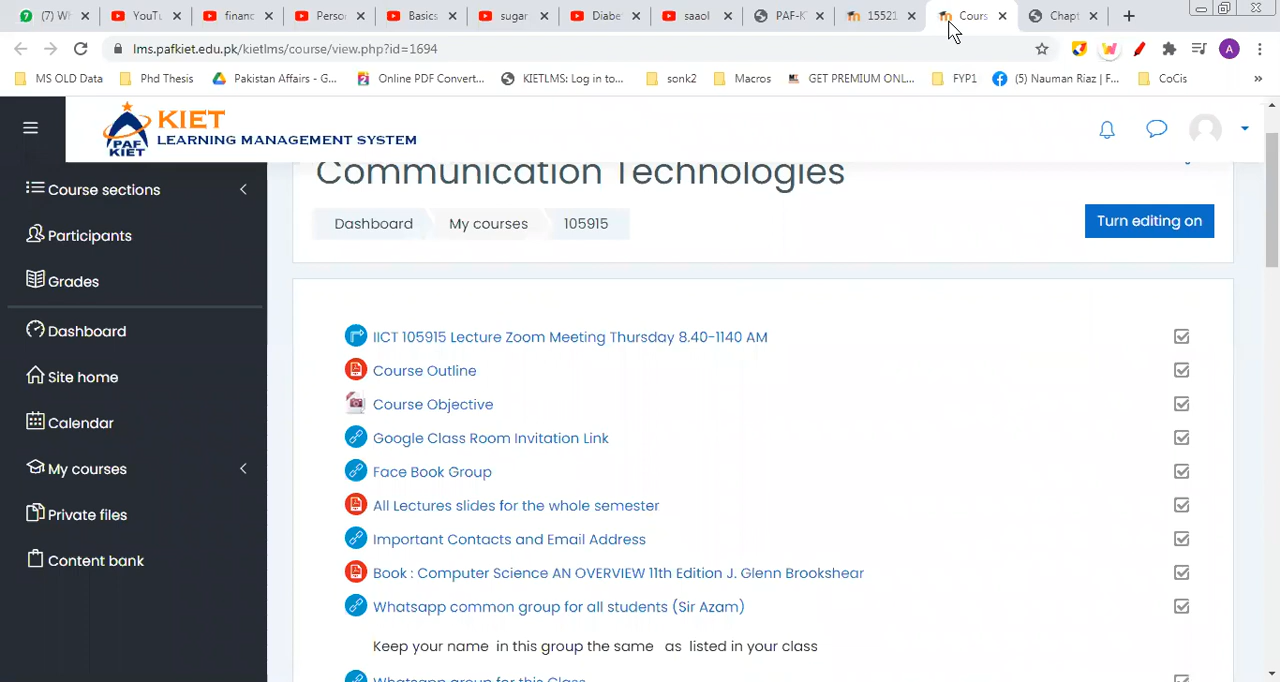 (7) W
YouTu
financ
Perso
Basics
sugar
Diabe
saaol
PAF-K
15521
Cours
Chapt
lms.pafkiet.edu.pk/kietlms/course/view.php?id=1694
A
MS OLD Data
Phd Thesis
Pakistan Affairs - G...
Online PDF Convert...
KIETLMS: Log in to...
sonk2
Macros
GET PREMIUM ONL...
FYP1
(5) Nauman Riaz | F...
CoCis
»
PAF KIET
KIET
LEARNING MANAGEMENT SYSTEM
Course sections
Participants
Grades
Dashboard
Site home
Calendar
My courses
Private files
Content bank
Communication Technologies
Dashboard
My courses
105915
Turn editing on
IICT 105915 Lecture Zoom Meeting Thursday 8.40-1140 AM
Course Outline
Course Objective
Google Class Room Invitation Link
Face Book Group
All Lectures slides for the whole semester
Important Contacts and Email Address
Book : Computer Science AN OVERVIEW 11th Edition J. Glenn Brookshear
Whatsapp common group for all students (Sir Azam)
Keep your name in this group the same as listed in your class
Whatsapp group for this Class